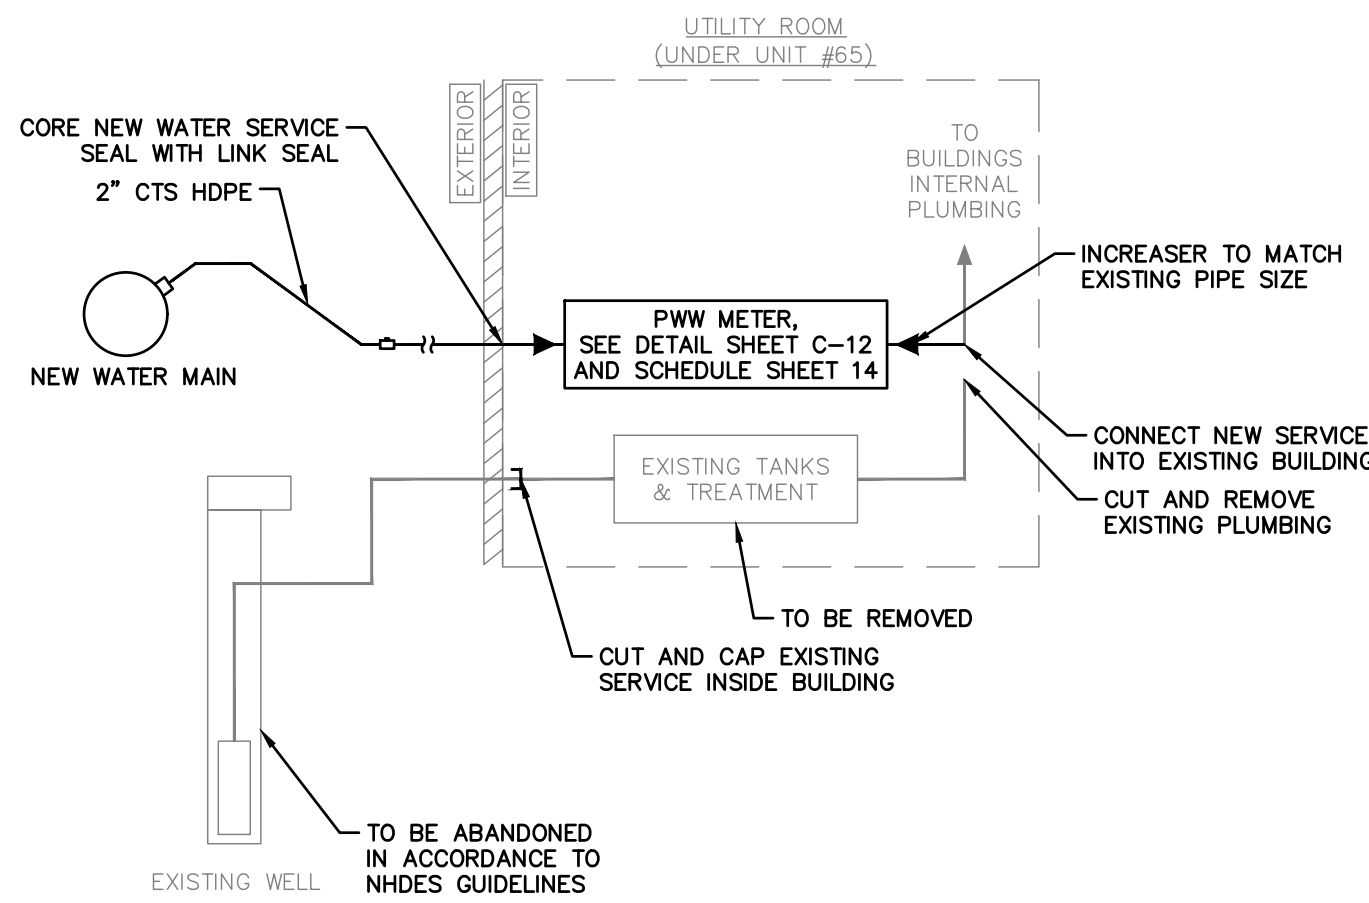 UTILITY ROOM
(UNDER UNIT #65)
EXTERIOR
INTERIOR
CORE NEW WATER SERVICE
SEAL WITH LINK SEAL
2" CTS HDPE
TO
BUILDINGS
INTERNAL
PLUMBING
INCREASER TO MATCH
EXISTING PIPE SIZE
PWW METER,
SEE DETAIL SHEET C-12
AND SCHEDULE SHEET 14
NEW WATER MAIN
CONNECT NEW SERVICE
INTO EXISTING BUILDING
EXISTING TANKS
& TREATMENT
CUT AND REMOVE
EXISTING PLUMBING
TO BE REMOVED
CUT AND CAP EXISTING
SERVICE INSIDE BUILDING
TO BE ABANDONED
IN ACCORDANCE TO
NHDES GUIDELINES
EXISTING WELL